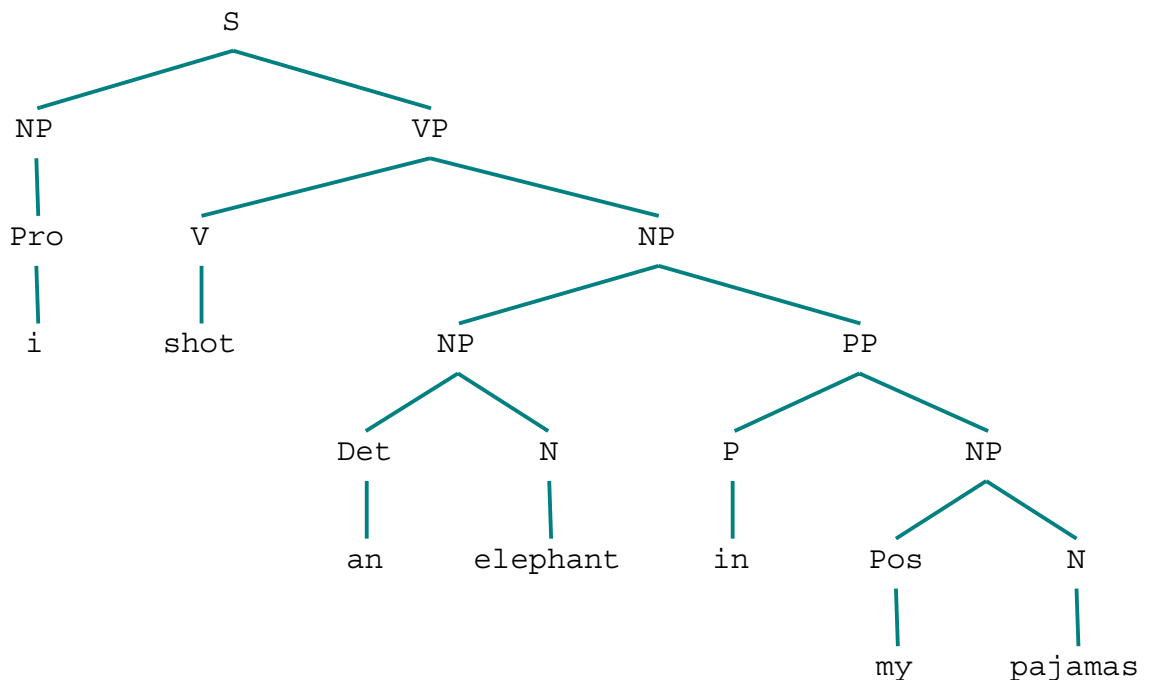 S
NP VP
Pro V NP
i shot NP PP
Det N P NP
an elephant in Pos N
my pajamas